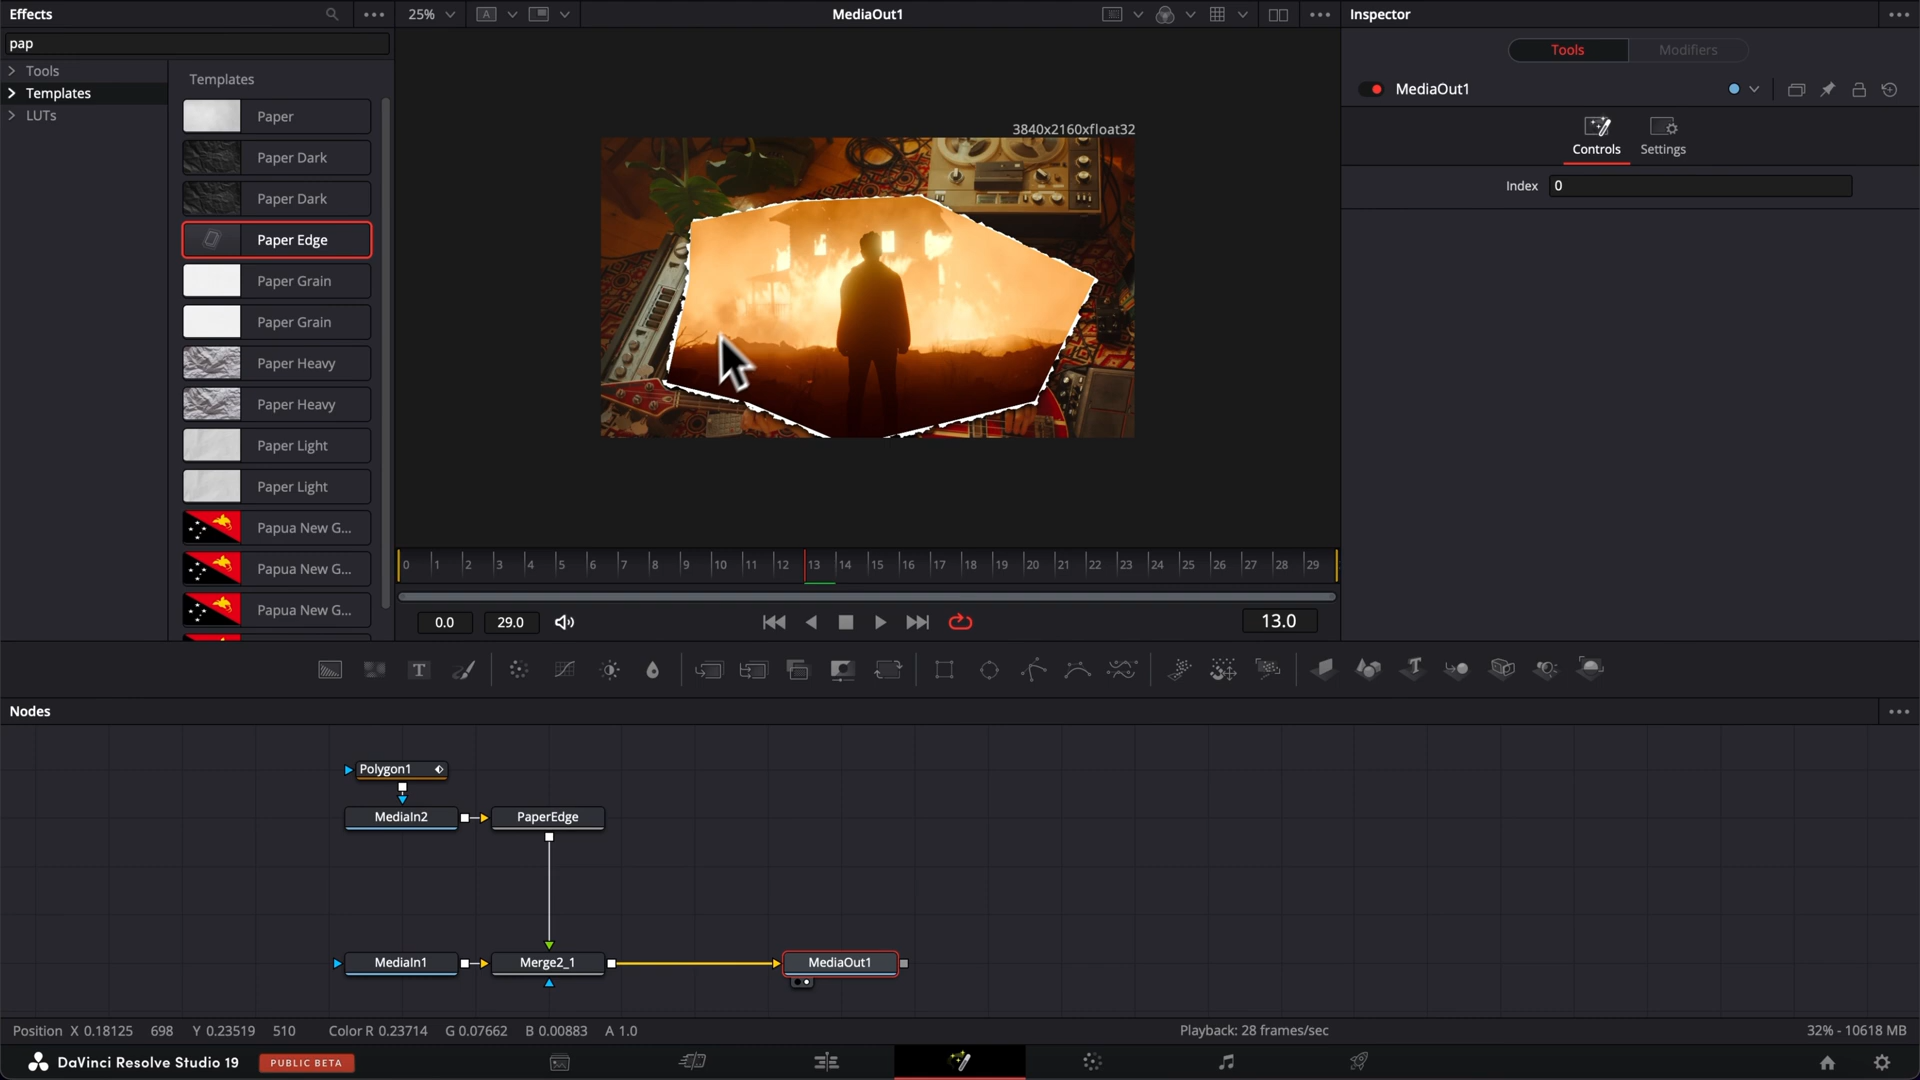 Effects
25%
A
MediaOut1
Inspector
pap
Tools
Templates
LUTs
Templates
Paper
Paper Dark
Paper Dark
Paper Edge
Paper Grain
Paper Grain
Paper Heavy
Paper Heavy
Paper Light
Paper Light
Papua New G...
Papua New G...
Papua New G...
3840x2160xfloat32
Tools
Modifiers
MediaOut1
Controls
Settings
Index 0
0 1 2 3 4 5 6 7 8 9 10 11 12 13 14 15 16 17 18 19 20 21 22 23 24 25 26 27 28 29
0.0
29.0
13.0
T
T
Nodes
Polygon1
MediaIn2
PaperEdge
MediaIn1
Merge2_1
MediaOut1
Position X 0.18125 698 Y 0.23519 510 Color R 0.23714 G 0.07662 B 0.00883 A 1.0
Playback: 28 frames/sec
32% - 10618 MB
DaVinci Resolve Studio 19
PUBLIC BETA